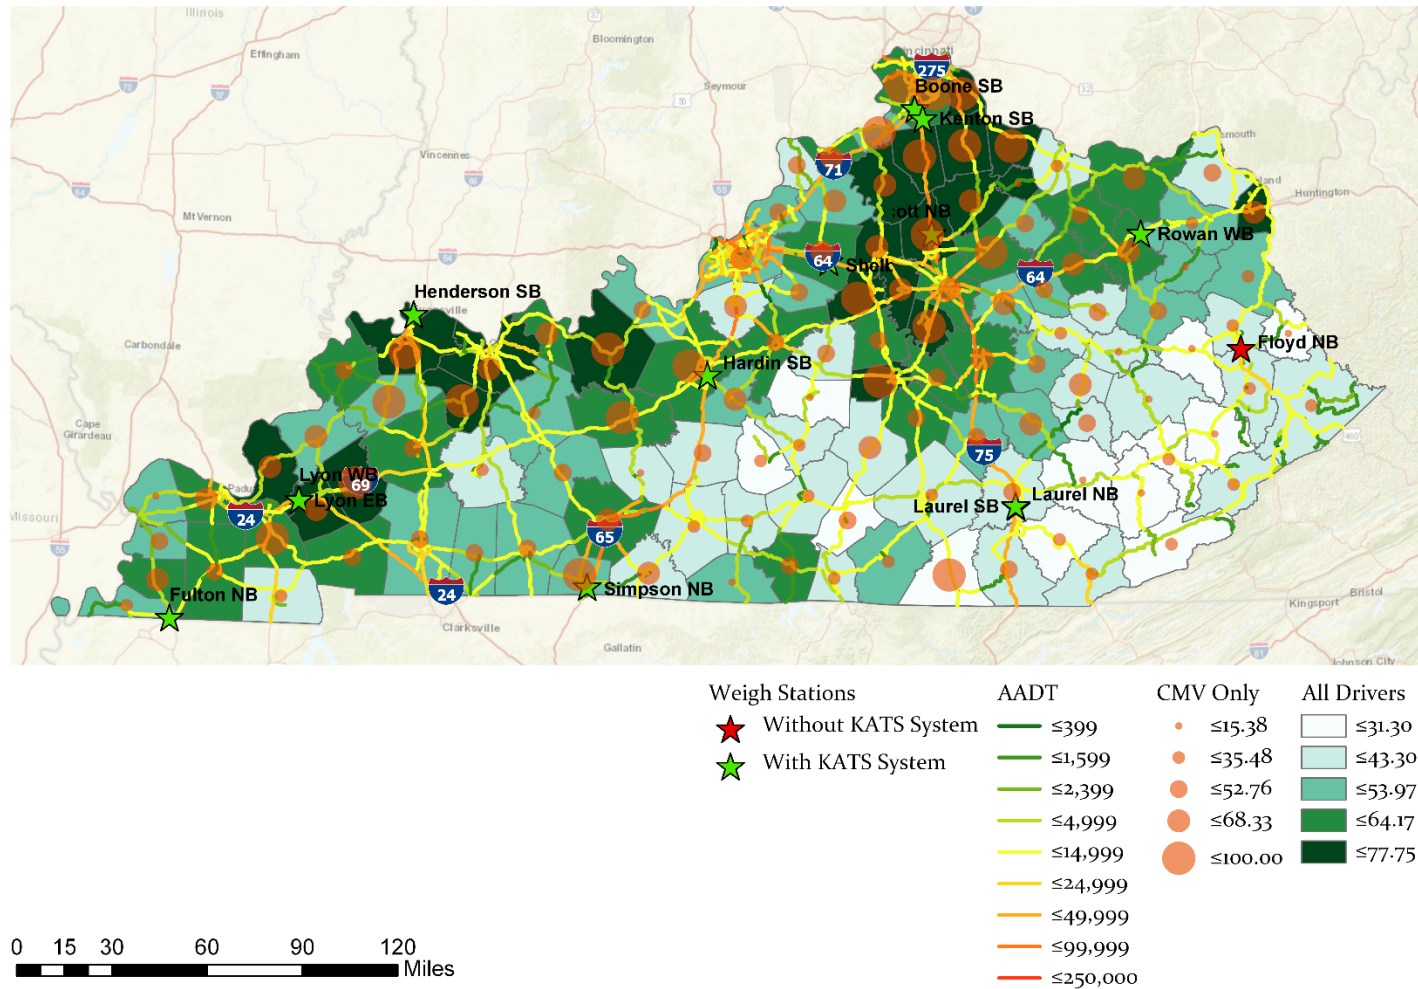 Illinois
Effingham
Bloomington
Cincinnati
Seymour
Vincennes
Mt Vernon
Huntington
Carbondale
Cape
Girardeau
Missouri
Clarksville
Gallatin
Kingsport
Bristol
Johnson City
275
Boone SB
Kenton SB
71
Scott NB
Rowan WB
64
Shelb
64
Henderson SB
Floyd NB
Hardin SB
75
Lyon WB
69
Lyon EB
24
Laurel NB
Laurel SB
65
Simpson NB
24
Fulton NB
Weigh Stations
Without KATS System
With KATS System
AADT
≤399
≤1,599
≤2,399
≤4,999
≤14,999
≤24,999
≤49,999
≤99,999
≤250,000
CMV Only
≤15.38
≤35.48
≤52.76
≤68.33
≤100.00
All Drivers
≤31.30
≤43.30
≤53.97
≤64.17
≤77.75
0 15 30 60 90 120
Miles